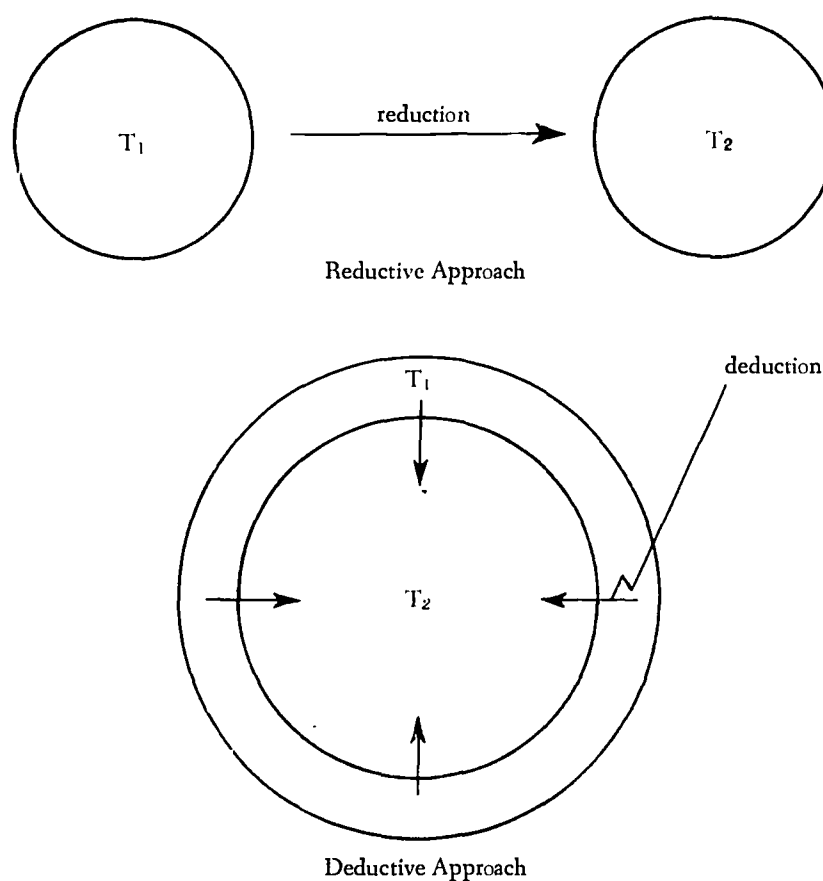 T₁
reduction
T₂
Reductive Approach
T₁
deduction
T₂
Deductive Approach